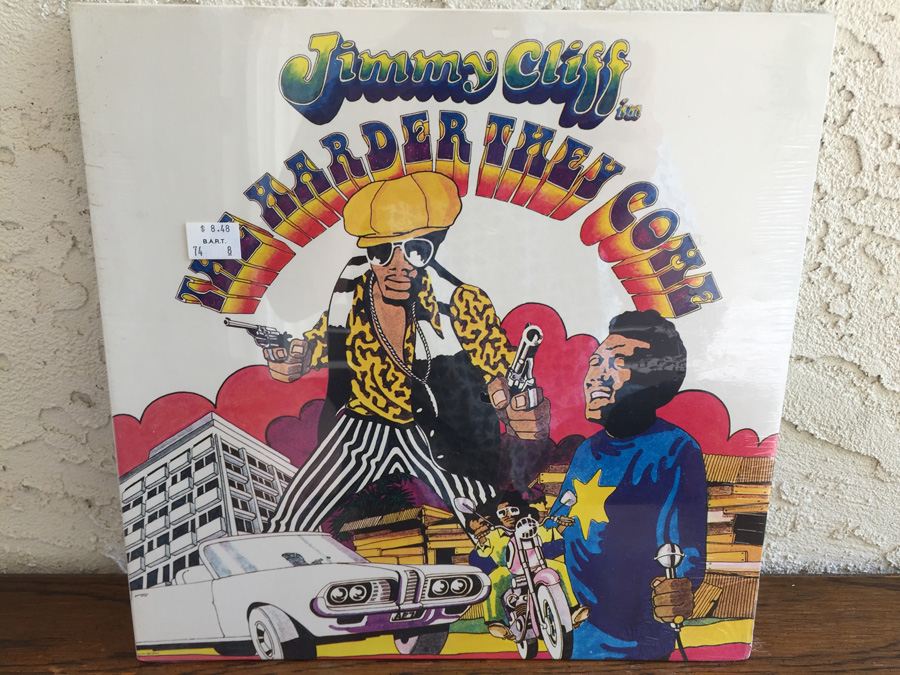 Jimmy Cliff
in
THE HARDER THEY COME
$ 8.48
B.A.R.T.
74 8